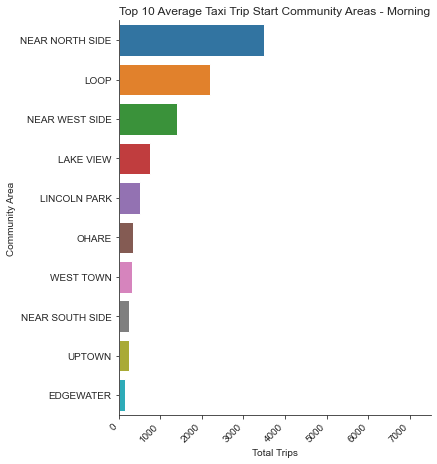 Top 10 Average Taxi Trip Start Community Areas - Morning
NEAR NORTH SIDE
LOOP
NEAR WEST SIDE
LAKE VIEW
LINCOLN PARK
OHARE
WEST TOWN
NEAR SOUTH SIDE
UPTOWN
EDGEWATER
Community Area
0 1000 2000 3000 4000 5000 6000 7000
Total Trips